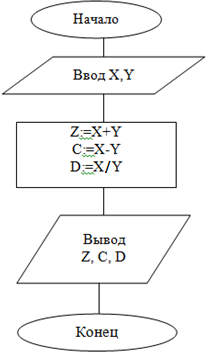 Начало
Ввод X,Y
Z:=X+Y
C:=X-Y
D:=X/Y
Вывод
Z, C, D
Конец